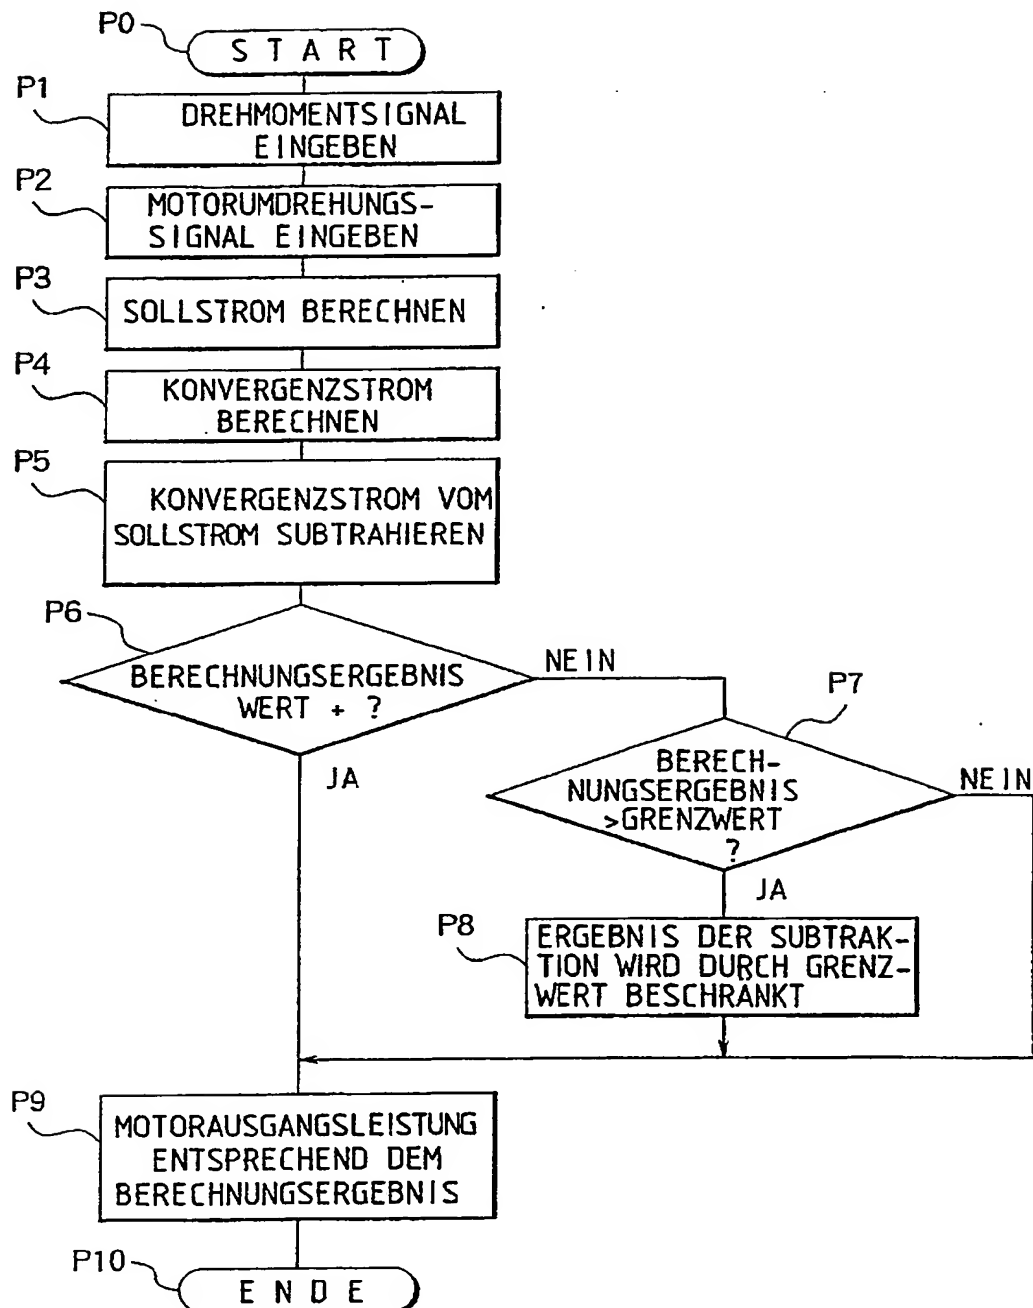 P0
START
P1
DREHMOMENTSIGNAL
EINGEBEN
P2
MOTORUMDREHUNGS-
SIGNAL EINGEBEN
P3
SOLLSTROM BERECHNEN
P4
KONVERGENZSTROM
BERECHNEN
P5
KONVERGENZSTROM VOM
SOLLSTROM SUBTRAHIEREN
P6
BERECHNUNGSERGEBNIS
WERT + ?
NEIN
JA
P7
BERECH-
NUNGSERGEBNIS
>GRENZWERT
?
NEIN
JA
P8
ERGEBNIS DER SUBTRAK-
TION WIRD DURCH GRENZ-
WERT BESCHRÄNKT
P9
MOTORAUSGANGSLEISTUNG
ENTSPRECHEND DEM
BERECHNUNGSERGEBNIS
P10
ENDE